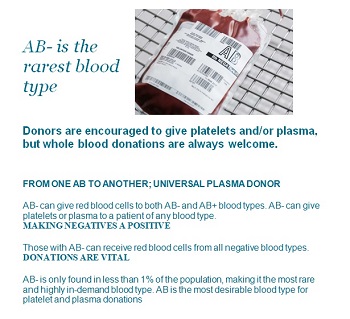 AB- is the
rarest blood
type
AB
Donors are encouraged to give platelets and/or plasma,
but whole blood donations are always welcome.
FROM ONE AB TO ANOTHER; UNIVERSAL PLASMA DONOR
AB- can give red blood cells to both AB- and AB+ blood types. AB- can give
platelets or plasma to a patient of any blood type.
MAKING NEGATIVES A POSITIVE
Those with AB- can receive red blood cells from all negative blood types.
DONATIONS ARE VITAL
AB- is only found in less than 1% of the population, making it the most rare
and highly in-demand blood type. AB is the most desirable blood type for
platelet and plasma donations